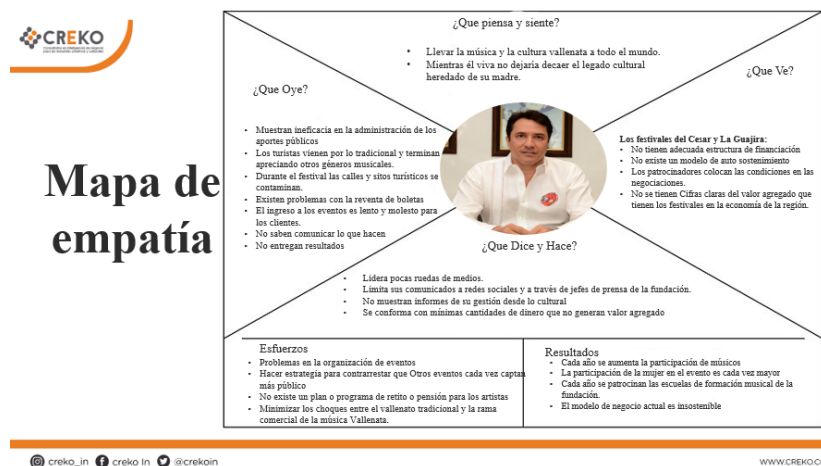 CREKO
Mapa de
empatía
¿Que piensa y siente?
• Llevar la música y la cultura vallenata a todo el mundo.
• Mientras él viva no dejaría decaer el legado cultural
heredado de su madre.
¿Que Oye?
• Muestran ineficacia en la administración de los
aportes públicos
• Los turistas vienen por lo tradicional y terminan
apreciando otros géneros musicales.
• Durante el festival las calles y sitos turísticos se
contaminan.
• Existen problemas con la reventa de boletas
• El ingreso a los eventos es lento y molesto para
los clientes.
• No saben comunicar lo que hacen
• No entregan resultados
¿Que Ve?
Los festivales del Cesar y La Guajira:
• No tienen adecuada estructura de financiación
• No existe un modelo de auto sostenimiento
• Los patrocinadores colocan las condiciones en las
negociaciones.
• No se tienen Cifras claras del valor agregado que
tienen los festivales en la economía de la región.
¿Que Dice y Hace?
• Lidera pocas ruedas de medios.
• Limita sus comunicados a redes sociales y a través de jefes de prensa de la fundación.
• No muestran informes de su gestión desde lo cultural
• Se conforma con mínimas cantidades de dinero que no generan valor agregado
Esfuerzos
• Problemas en la organización de eventos
• Hacer estrategia para contrarrestar que Otros eventos cada vez captan
más público
• No existe un plan o programa de retito o pensión para los artistas
• Minimizar los choques entre el vallenato tradicional y la rama
comercial de la música Vallenata.
Resultados
• Cada año se aumenta la participación de músicos
• La participación de la mujer en el evento es cada vez mayor
• Cada año se patrocinan las escuelas de formación musical de la
fundación.
• El modelo de negocio actual es insostenible
creko_in creko In @crekoin
WWW.CREKO.CO